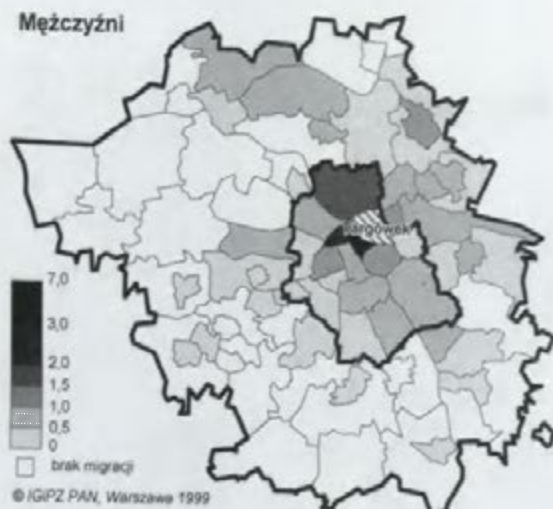 Mężczyźni
Targówek
7,0
3,0
2,0
1,5
1,0
0,5
0
brak migracji
© IGiPZ PAN, Warszawa 1999